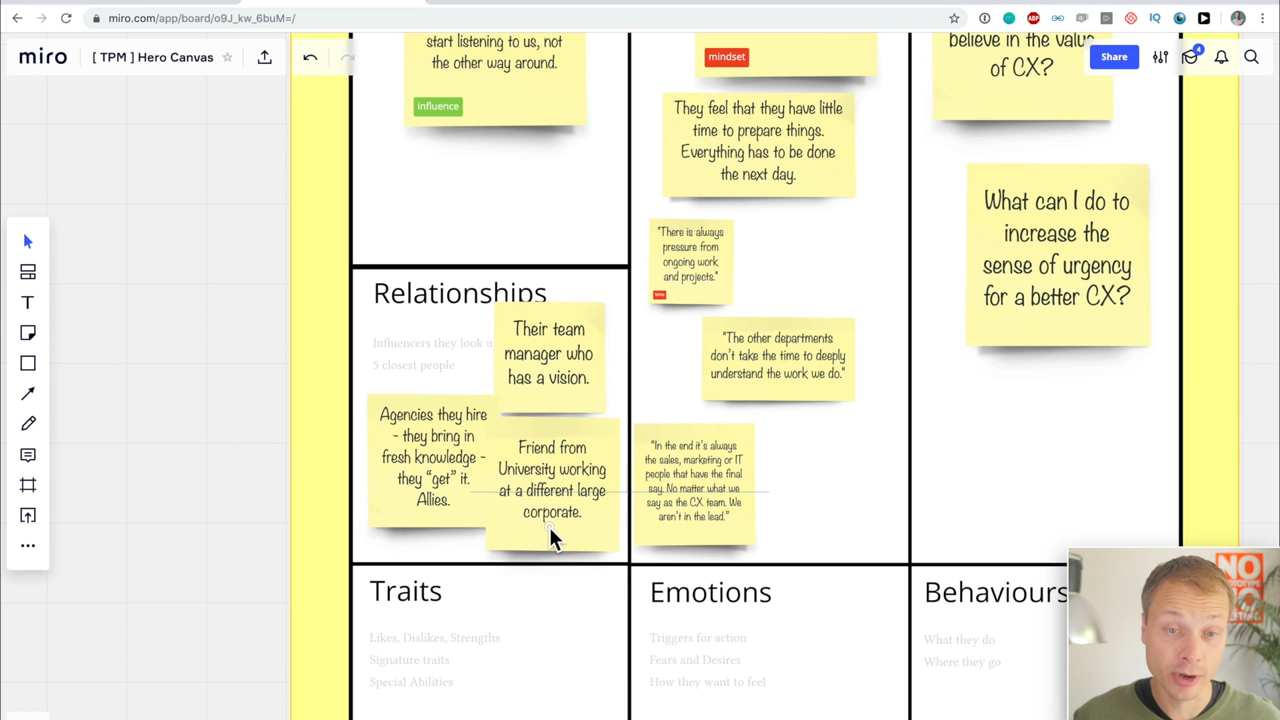 miro.com/app/board/o9J_kw_6buM=/
ABP
IQ
miro
[ TPM ] Hero Canvas
Share
4
start listening to us, not
the other way around.
influence
mindset
They feel that they have little
time to prepare things.
Everything has to be done
the next day.
"There is always
pressure from
ongoing work
and projects."
time
"The other departments
don't take the time to deeply
understand the work we do."
“In the end it’s always
the sales, marketing or IT
people that have the final
say. No matter what we
say as the CX team. We
aren’t in the lead.”
believe in the value
of CX?
What can I do to
increase the
sense of urgency
for a better CX?
Relationships
Influencers they look u
5 closest people
Their team
manager who
has a vision.
Agencies they hire
- they bring in
fresh knowledge -
they “get” it.
Allies.
Friend from
University working
at a different large
corporate.
Traits
Likes, Dislikes, Strengths
Signature traits
Special Abilities
Emotions
Triggers for action
Fears and Desires
How they want to feel
Behaviours
What they do
Where they go
T
NO
NO